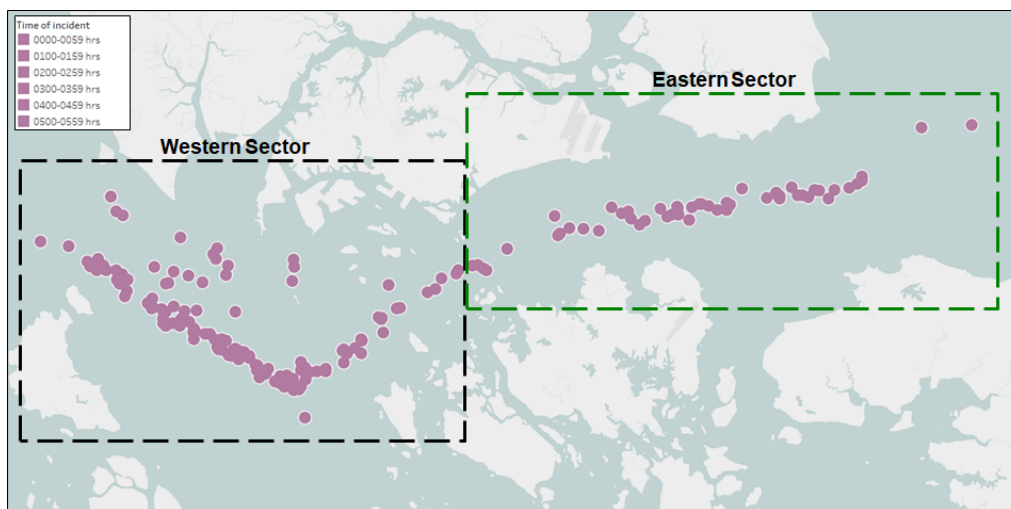 Time of incident
0000-0059 hrs
0100-0159 hrs
0200-0259 hrs
0300-0359 hrs
0400-0459 hrs
0500-0559 hrs
Eastern Sector
Western Sector